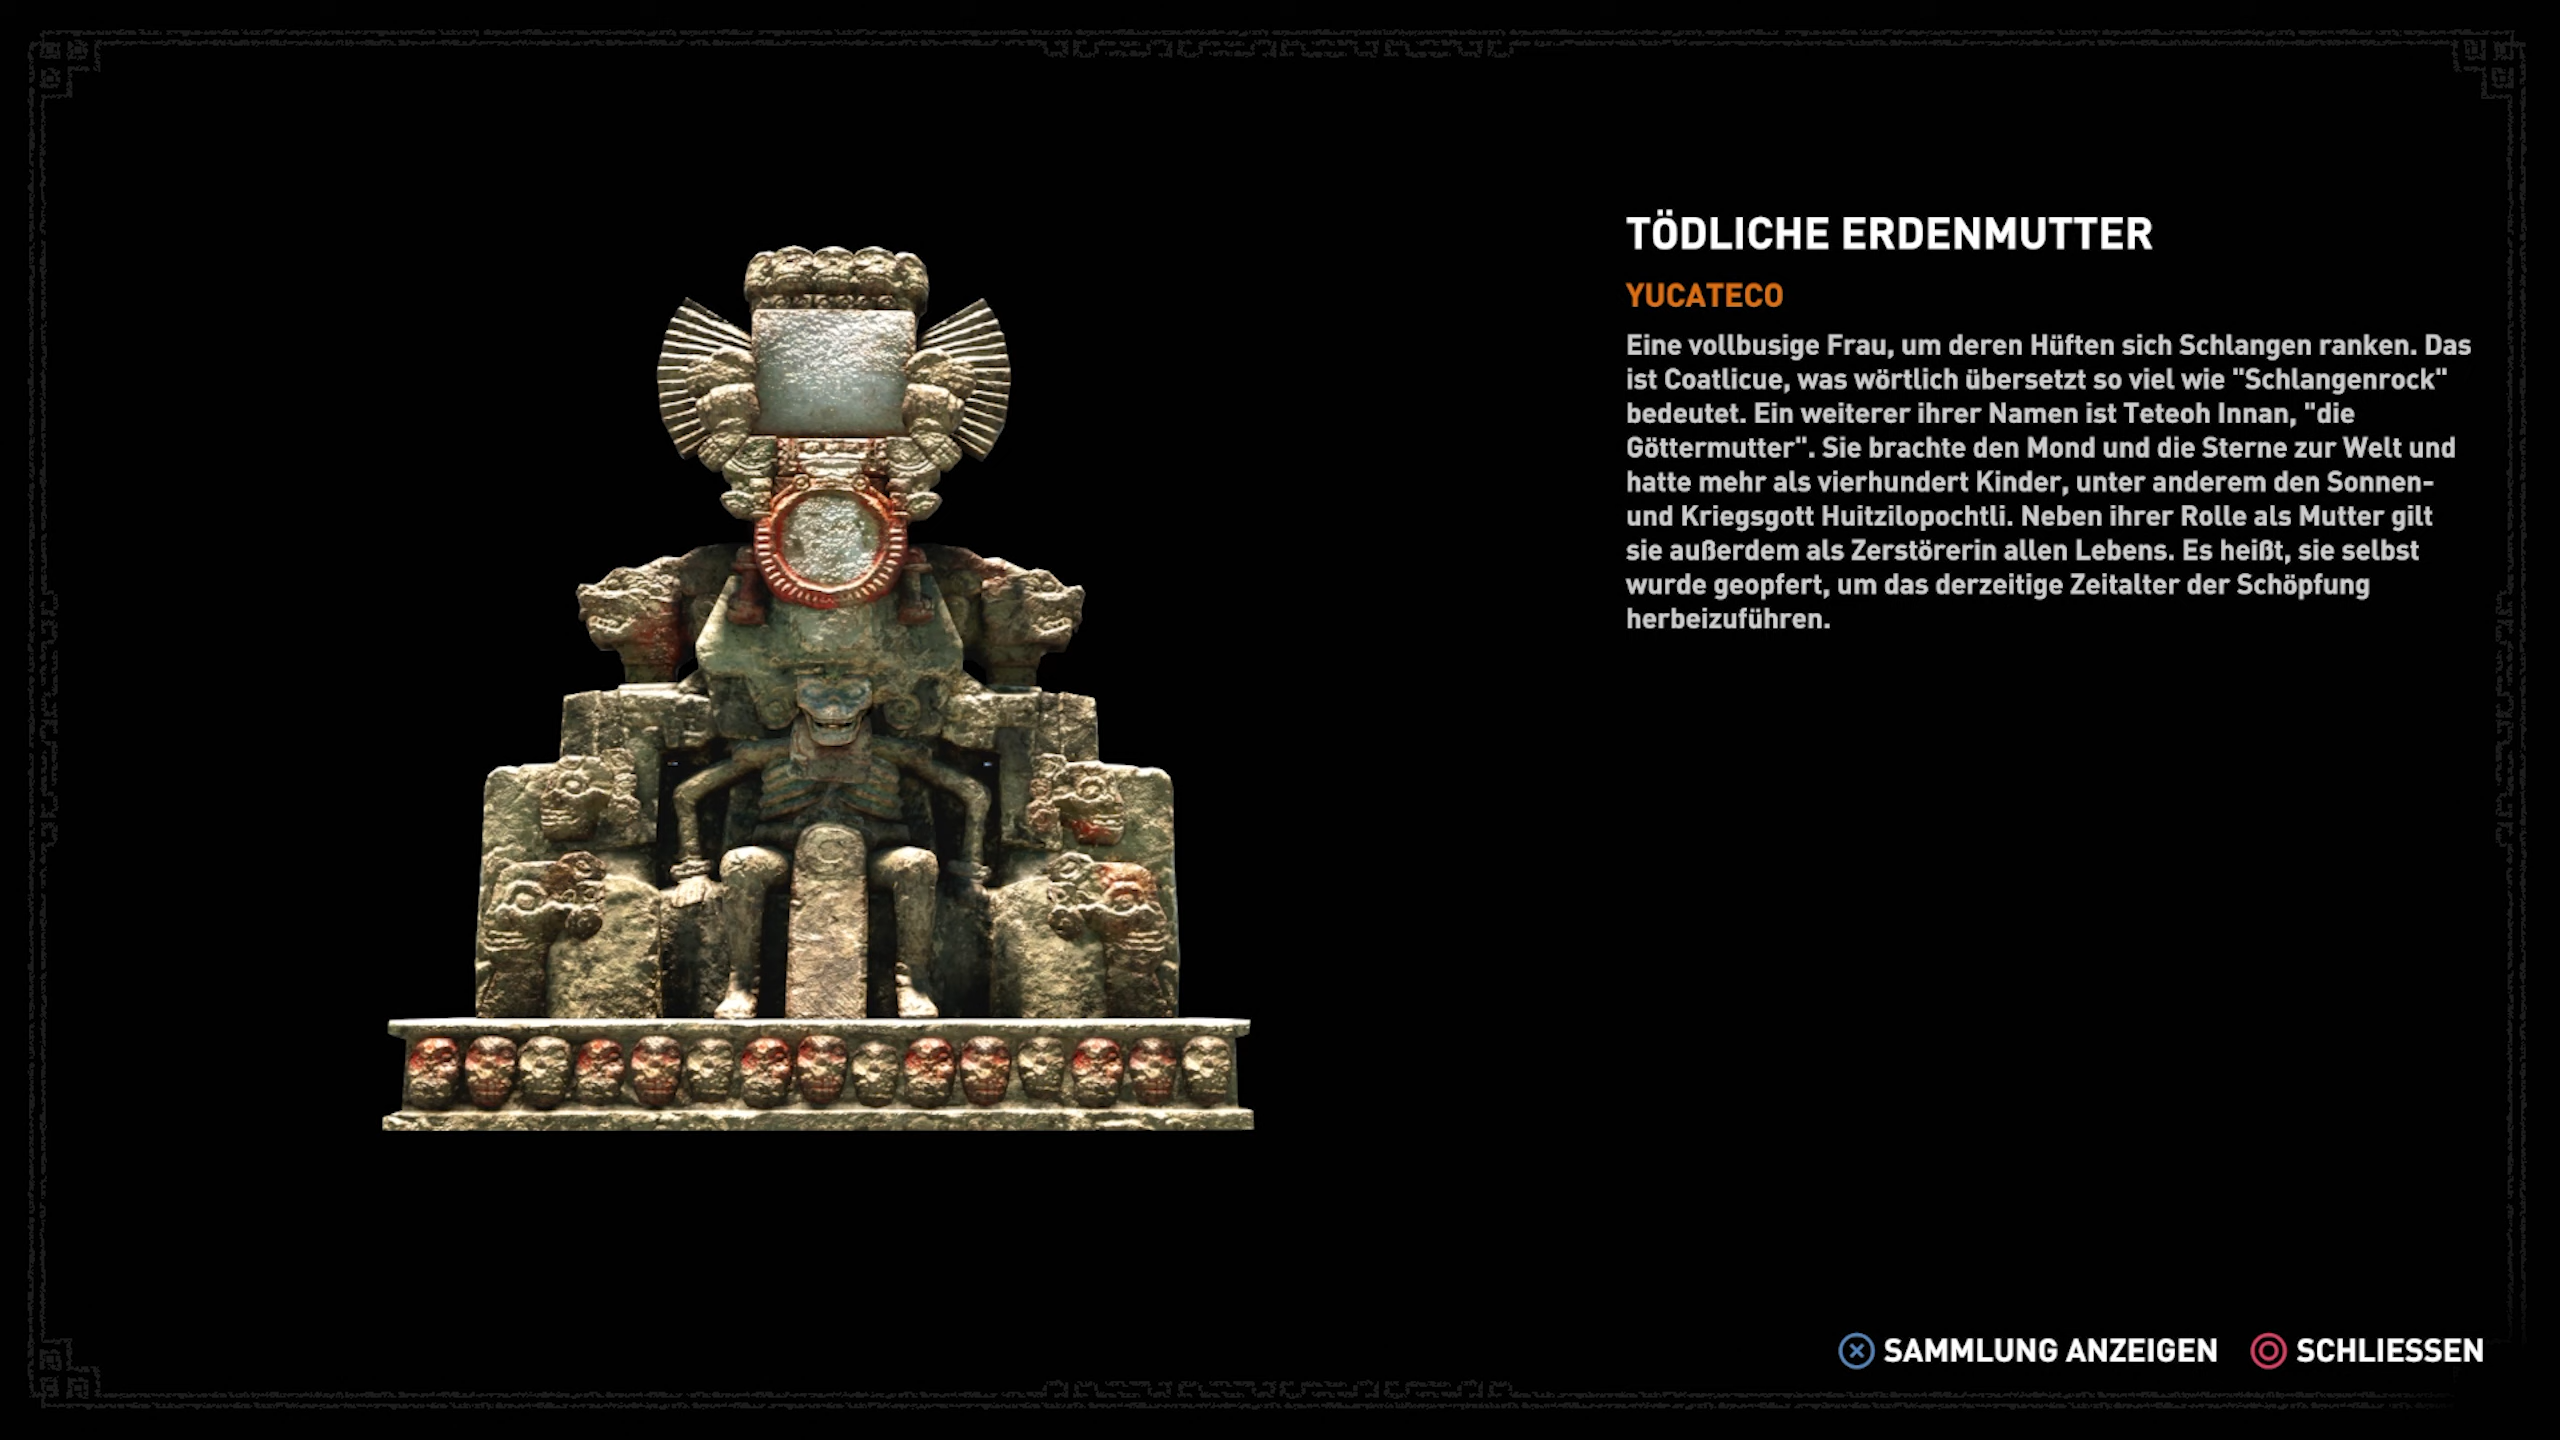 TÖDLICHE ERDENMUTTER
YUCATECO
Eine vollbusige Frau, um deren Hüften sich Schlangen ranken. Das
ist Coatlicue, was wörtlich übersetzt so viel wie "Schlangenrock"
bedeutet. Ein weiterer ihrer Namen ist Teteoh Innan, "die
Göttermutter". Sie brachte den Mond und die Sterne zur Welt und
hatte mehr als vierhundert Kinder, unter anderem den Sonnen-
und Kriegsgott Huitzilopochtli. Neben ihrer Rolle als Mutter gilt
sie außerdem als Zerstörerin allen Lebens. Es heißt, sie selbst
wurde geopfert, um das derzeitige Zeitalter der Schöpfung
herbeizuführen.
SAMMLUNG ANZEIGEN SCHLIESSEN